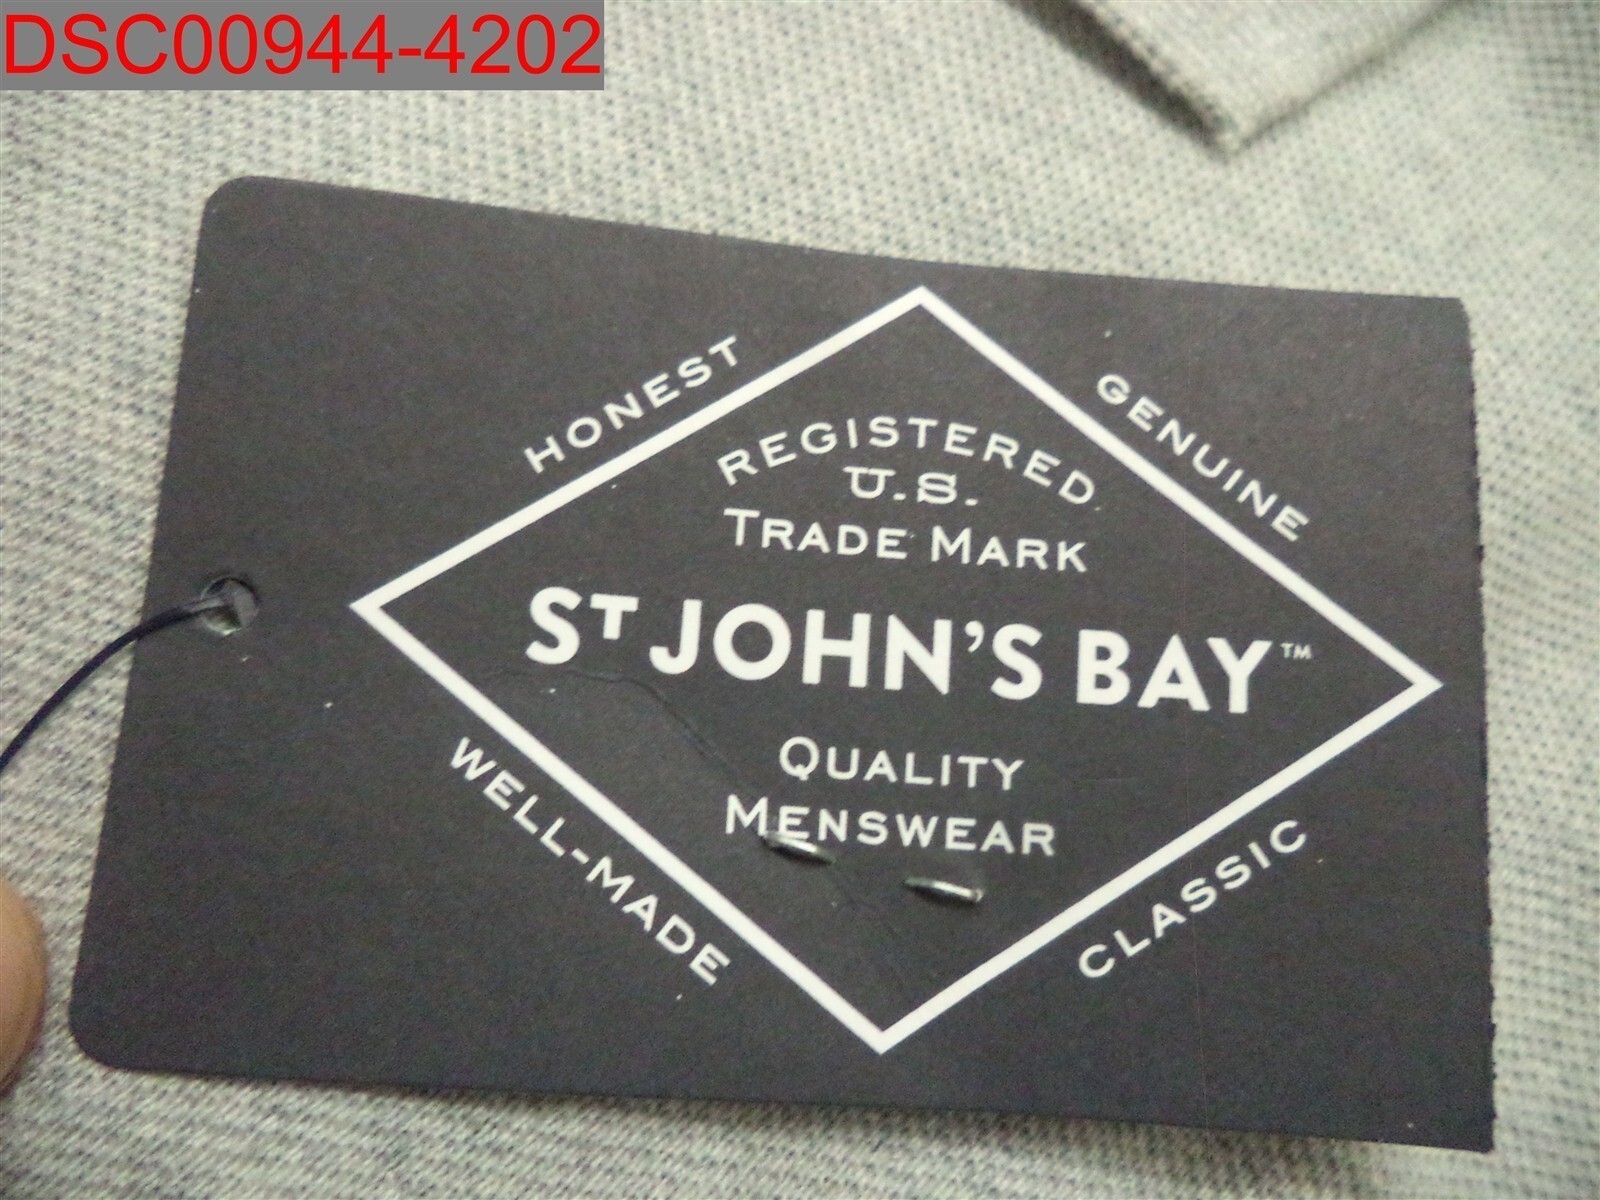 DSC00944-4202
HONEST
GENUINE
REGISTERED
U.S.
TRADE MARK
ST JOHN'S BAY™
QUALITY
MENSWEAR
WELL-MADE
CLASSIC